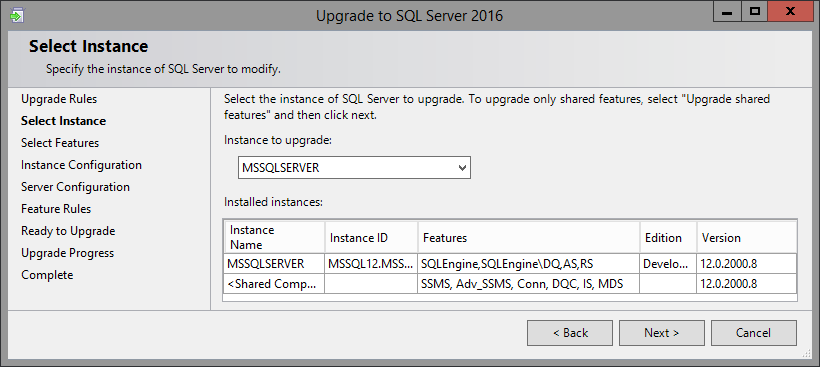 Upgrade to SQL Server 2016
Select Instance
Specify the instance of SQL Server to modify.
Upgrade Rules
Select Instance
Select Features
Instance Configuration
Server Configuration
Feature Rules
Ready to Upgrade
Upgrade Progress
Complete
Select the instance of SQL Server to upgrade. To upgrade only shared features, select "Upgrade shared
features" and then click next.
Instance to upgrade:
MSSQLSERVER
Installed instances:
Instance Name Instance ID Features Edition Version
MSSQLSERVER MSSQL12.MSS... SQLEngine,SQLEngine\DQ,AS,RS Develo... 12.0.2000.8
<Shared Comp... SSMS, Adv_SSMS, Conn, DQC, IS, MDS 12.0.2000.8
< Back Next > Cancel